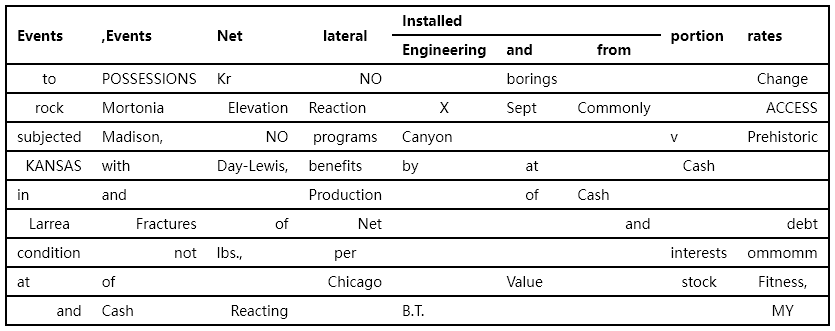 Installed
Events ,Events Net lateral portion rates
Engineering and from
to POSSESSIONS Kr NO borings Change
rock Mortonia Elevation Reaction X Sept Commonly ACCESS
subjected Madison, NO programs Canyon v Prehistoric
KANSAS with Day-Lewis, benefits by at Cash
in and Production of Cash
Larrea Fractures of Net and debt
condition not lbs., per interests ommomm
at of Chicago Value stock Fitness,
and Cash Reacting B.T. MY